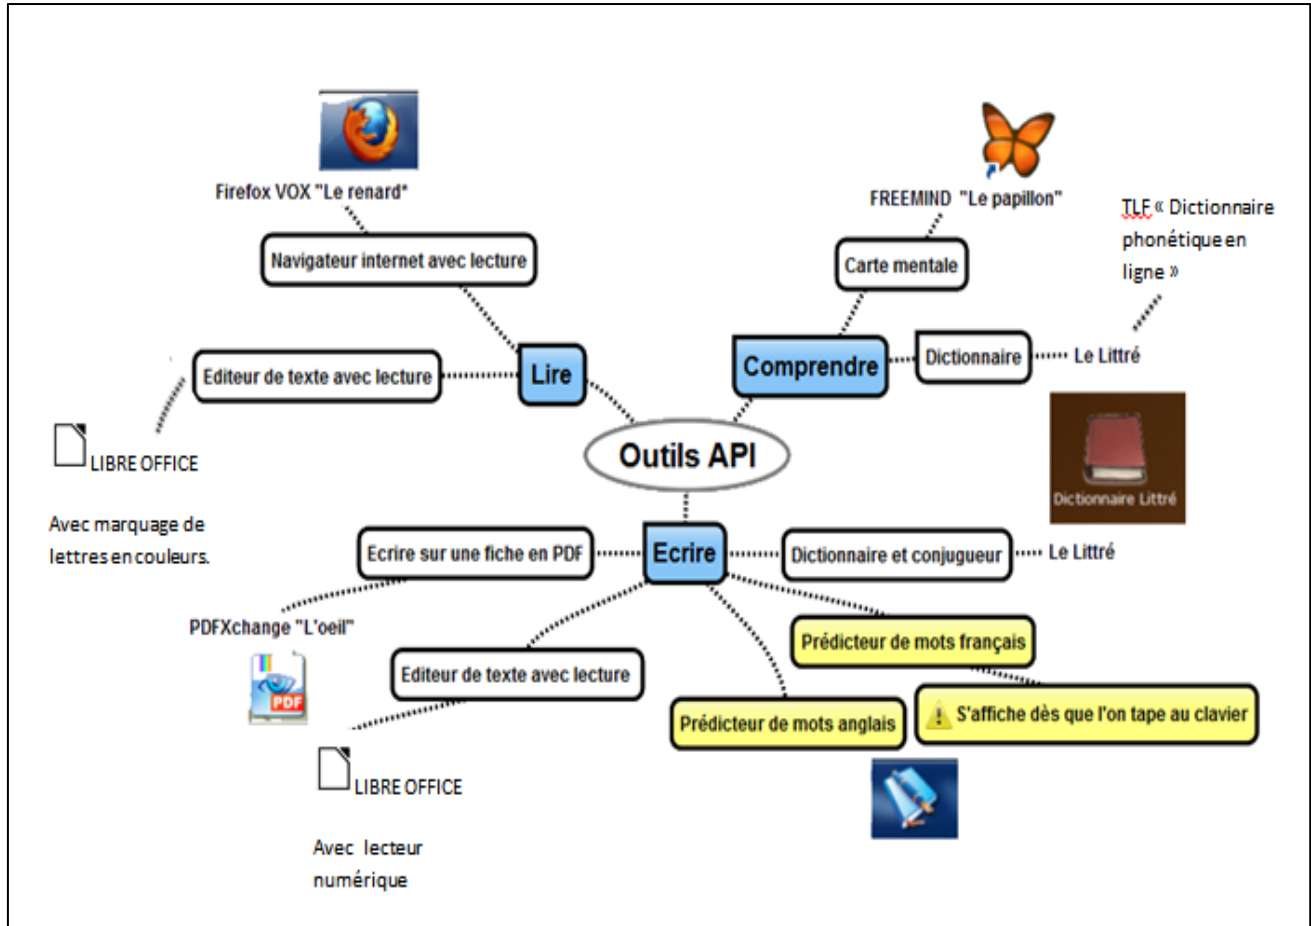 Firefox VOX "Le renard"
Navigateur internet avec lecture
Editeur de texte avec lecture
LIBRE OFFICE
Avec marquage de
lettres en couleurs.
Lire
FREEMIND "Le papillon"
Carte mentale
TLF « Dictionnaire
phonétique en
ligne »
Comprendre
Dictionnaire
Le Littré
Dictionnaire Littré
Outils API
Ecrire
Ecrire sur une fiche en PDF
PDFXchange "L'oeil"
PDF
Editeur de texte avec lecture
LIBRE OFFICE
Avec lecteur
numérique
Dictionnaire et conjugueur
Le Littré
Prédicteur de mots français
S'affiche dès que l'on tape au clavier
Prédicteur de mots anglais